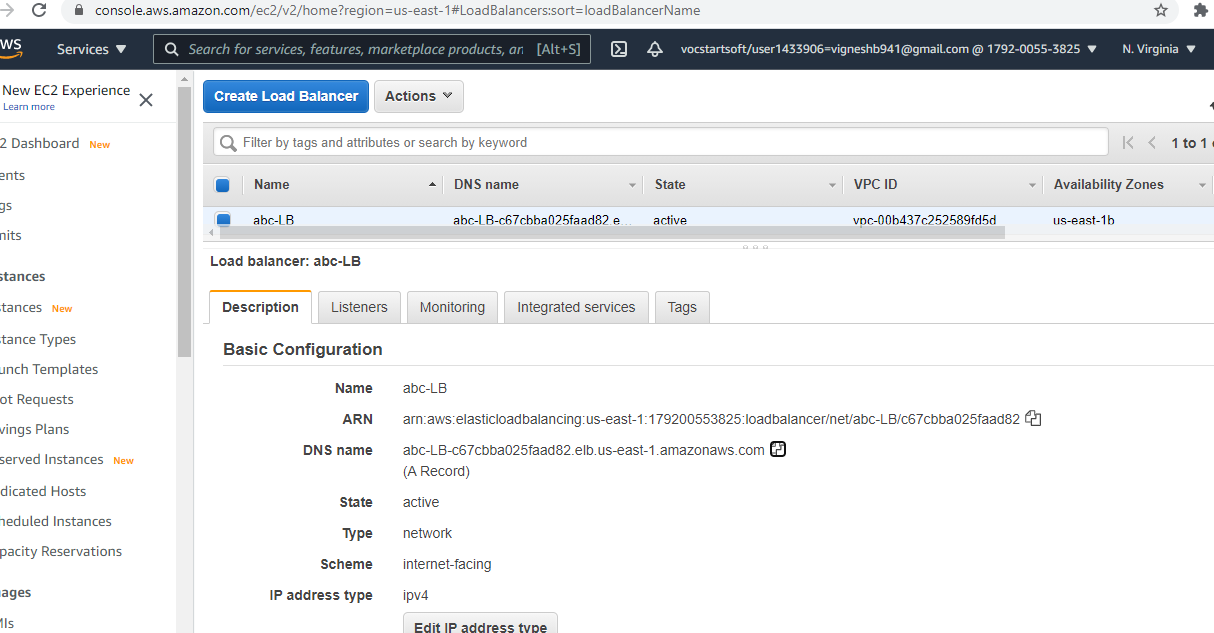 console.aws.amazon.com/ec2/v2/home?region=us-east-1#LoadBalancers:sort=loadBalancerName
WS Services Search for services, features, marketplace products, an [Alt+S] vocstartsoft/user1433906=vigneshb941@gmail.com @ 1792-0055-3825 N. Virginia
New EC2 Experience
Learn more
2 Dashboard New
ents
gs
mits
stances
stances New
stance Types
unch Templates
ot Requests
vings Plans
served Instances New
dicated Hosts
heduled Instances
pacity Reservations
ages
MIs
Create Load Balancer Actions
Filter by tags and attributes or search by keyword 1 to 1
Name DNS name State VPC ID Availability Zones
abc-LB abc-LB-c67cbba025faad82.e... active vpc-00b437c252589fd5d us-east-1b
Load balancer: abc-LB
Description Listeners Monitoring Integrated services Tags
Basic Configuration
Name abc-LB
ARN arn:aws:elasticloadbalancing:us-east-1:179200553825:loadbalancer/net/abc-LB/c67cbba025faad82
DNS name abc-LB-c67cbba025faad82.elb.us-east-1.amazonaws.com
(A Record)
State active
Type network
Scheme internet-facing
IP address type ipv4
Edit IP address type